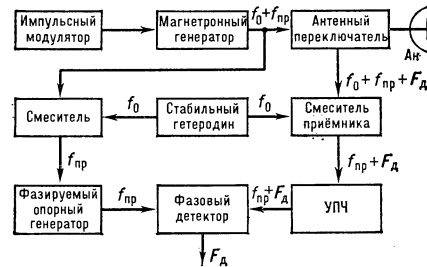 Импульсный
модулятор
Магнетронный
генератор
f₀+fпр
Антенный
переключатель
Ан
f₀ + fпр + Fд
Смеситель
f₀
Стабильный
гетеродин
f₀
Смеситель
приёмника
fпр
fпр + Fд
Фазируемый
опорный
генератор
fпр
Фазовый
детектор
fпр+Fд
УПЧ
Fд